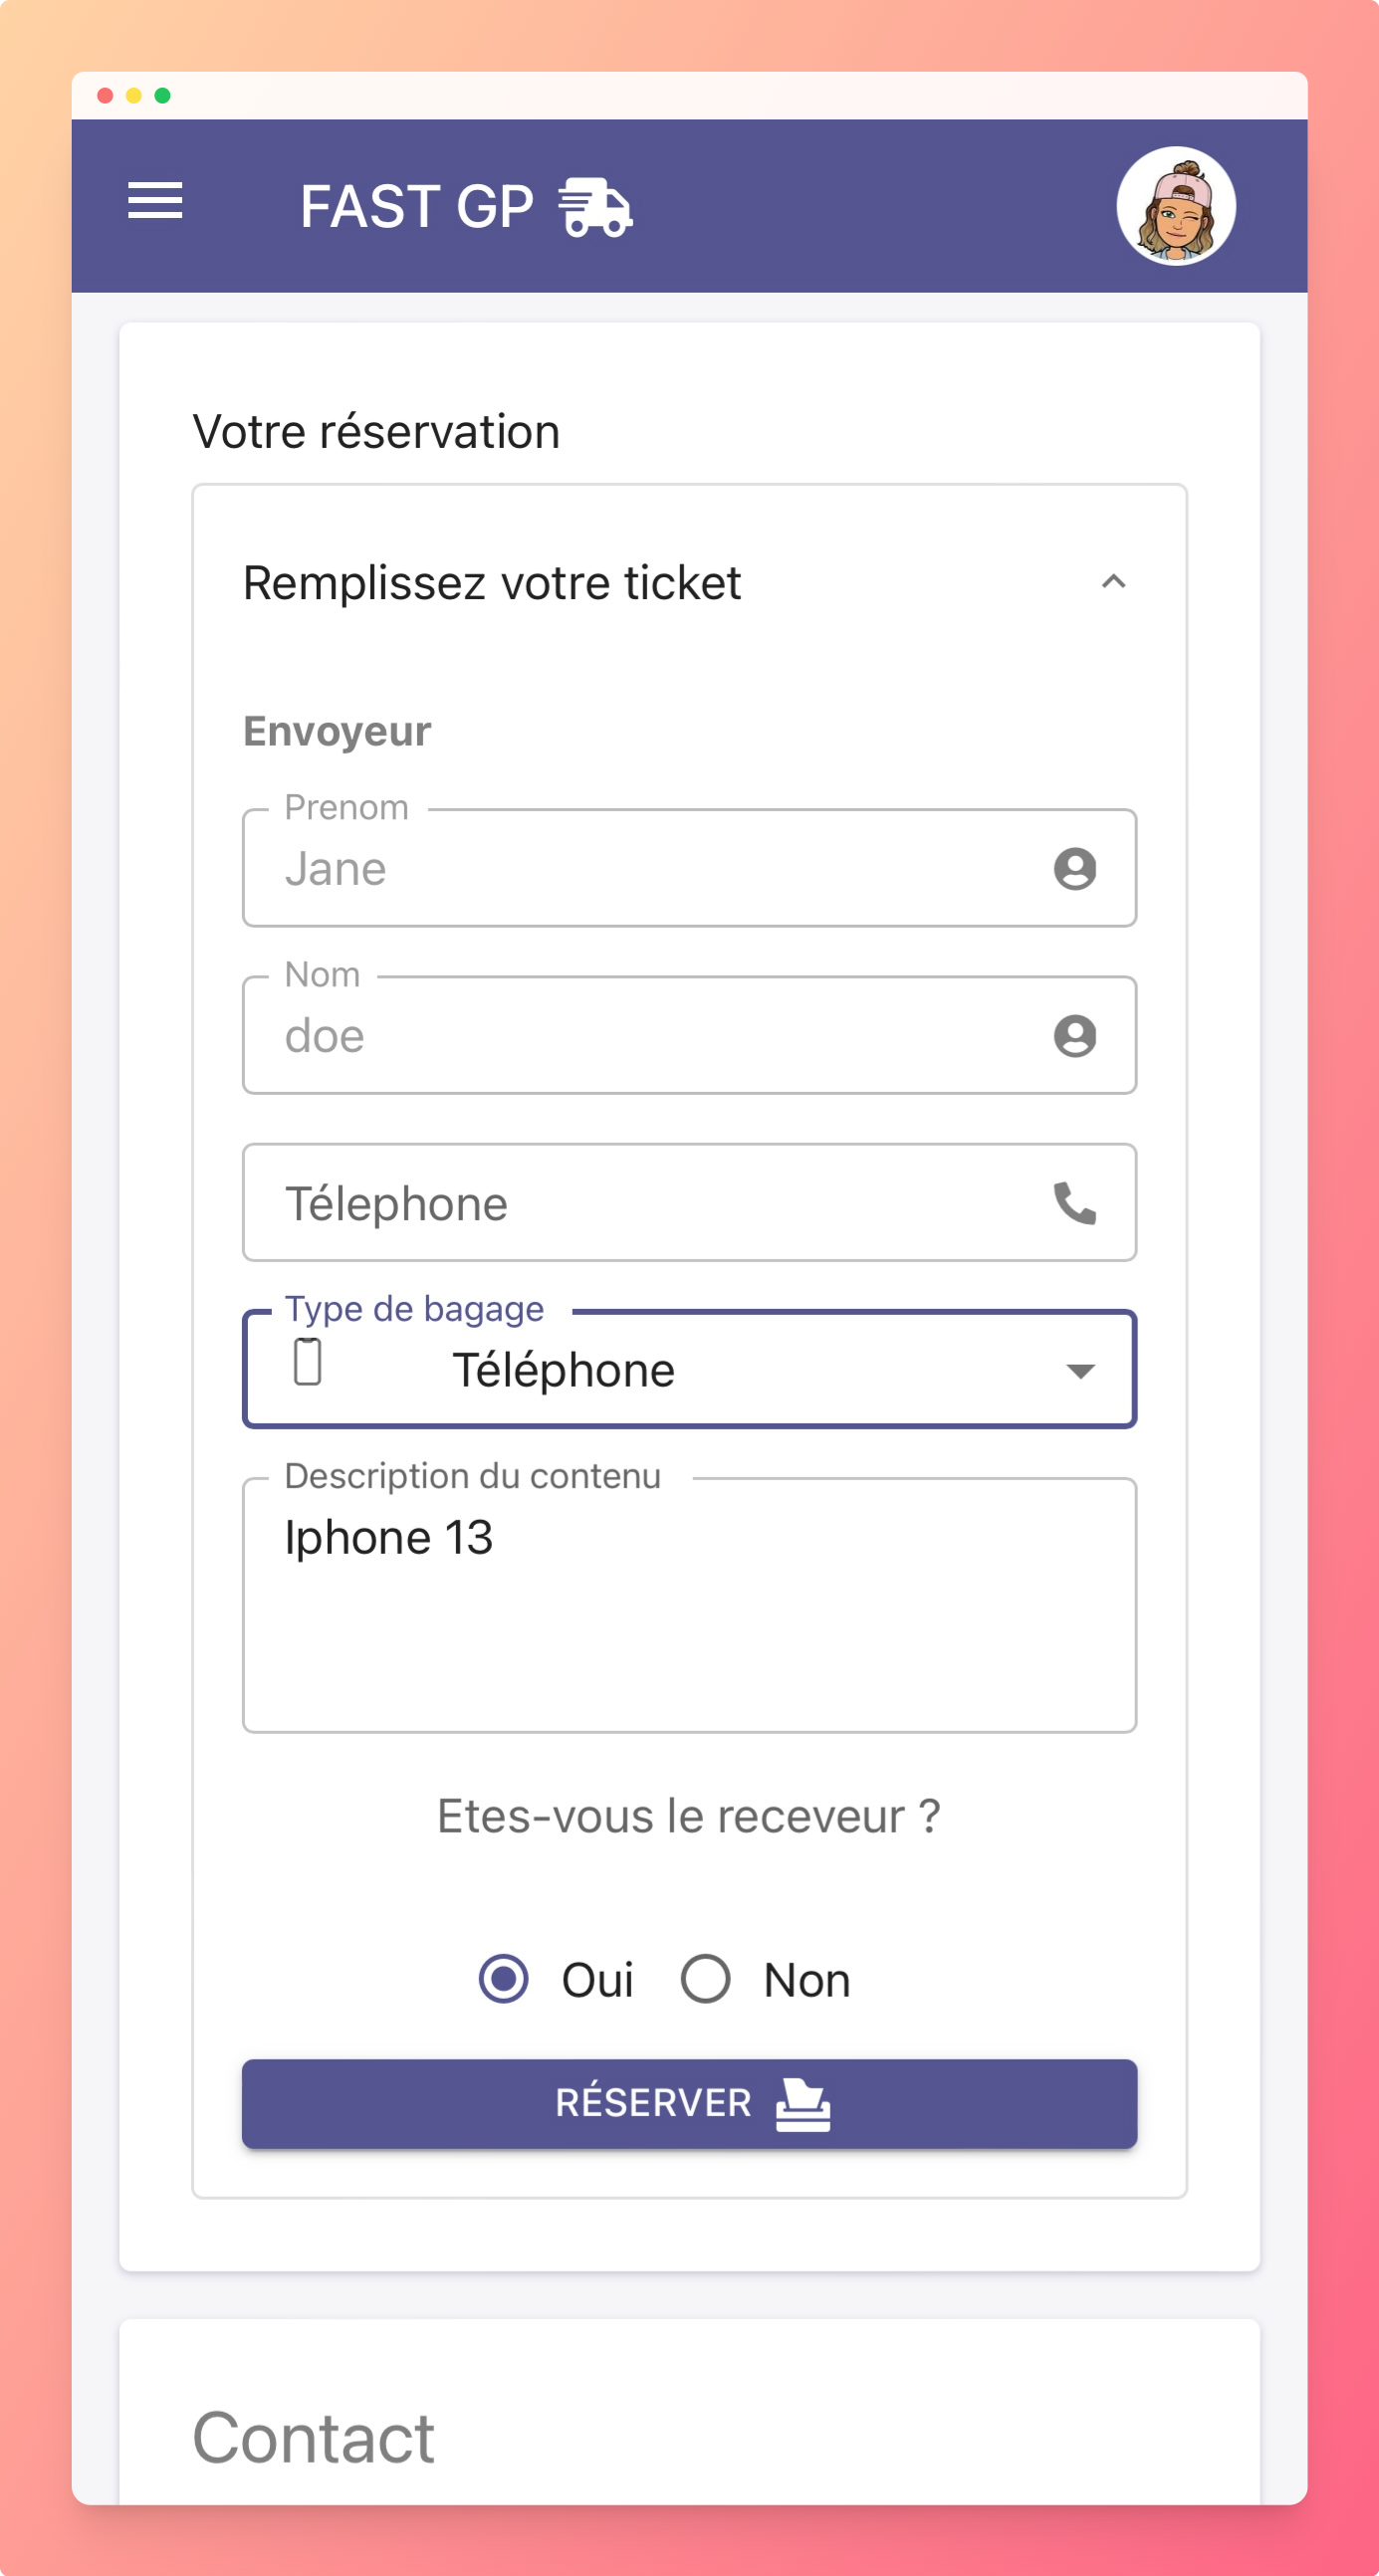 FAST GP
Votre réservation
Remplissez votre ticket
Envoyeur
Prenom
Jane
Nom
doe
Télephone
Type de bagage
Téléphone
Description du contenu
Iphone 13
Etes-vous le receveur ?
Oui Non
RÉSERVER
Contact